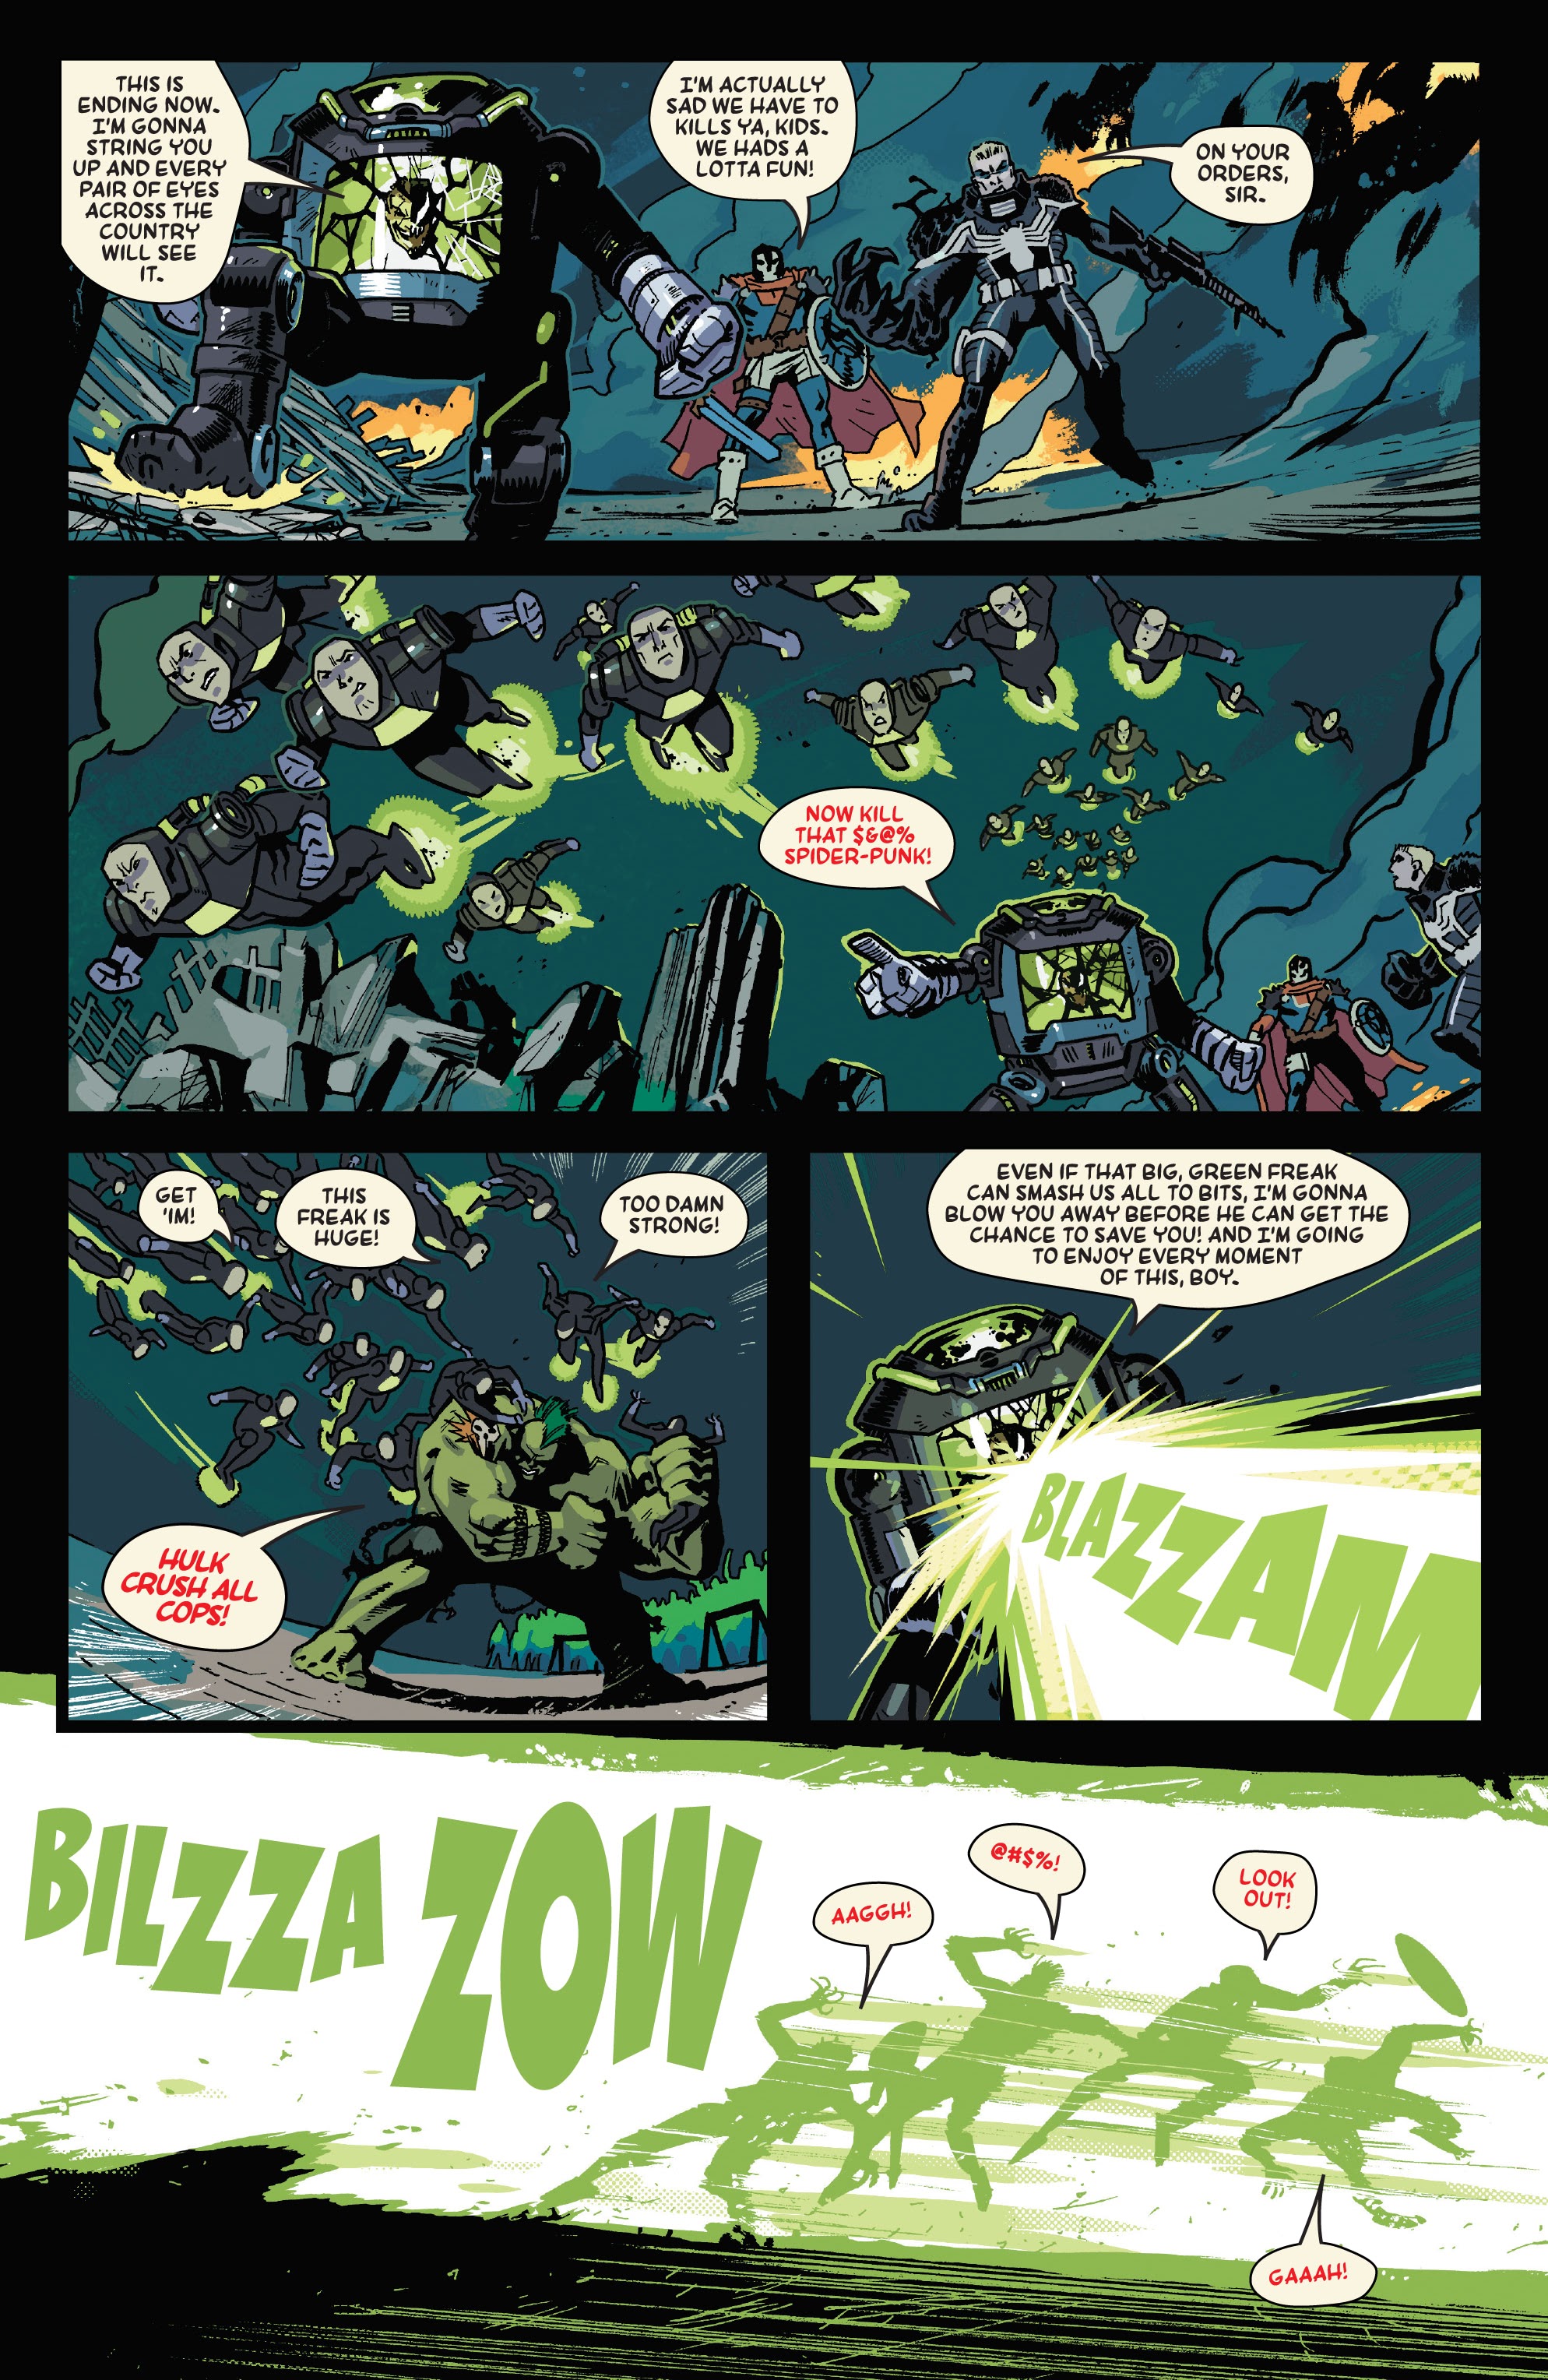 THIS IS
ENDING NOW.
I'M GONNA
STRING YOU
UP AND EVERY
PAIR OF EYES
ACROSS THE
COUNTRY
WILL SEE
IT.
I'M ACTUALLY
SAD WE HAVE TO
KILLS YA, KIDS.
WE HADS A
LOTTA FUN!
ON YOUR
ORDERS,
SIR.
NOW KILL
THAT $&@%
SPIDER-PUNK!
GET
'IM!
THIS
FREAK IS
HUGE!
TOO DAMN
STRONG!
HULK
CRUSH ALL
COPS!
EVEN IF THAT BIG, GREEN FREAK
CAN SMASH US ALL TO BITS, I'M GONNA
BLOW YOU AWAY BEFORE HE CAN GET THE
CHANCE TO SAVE YOU! AND I'M GOING
TO ENJOY EVERY MOMENT
OF THIS, BOY.
BLAZZAM
BILZZA ZOW
AAGGH!
@#$%!
LOOK
OUT!
GAAAH!